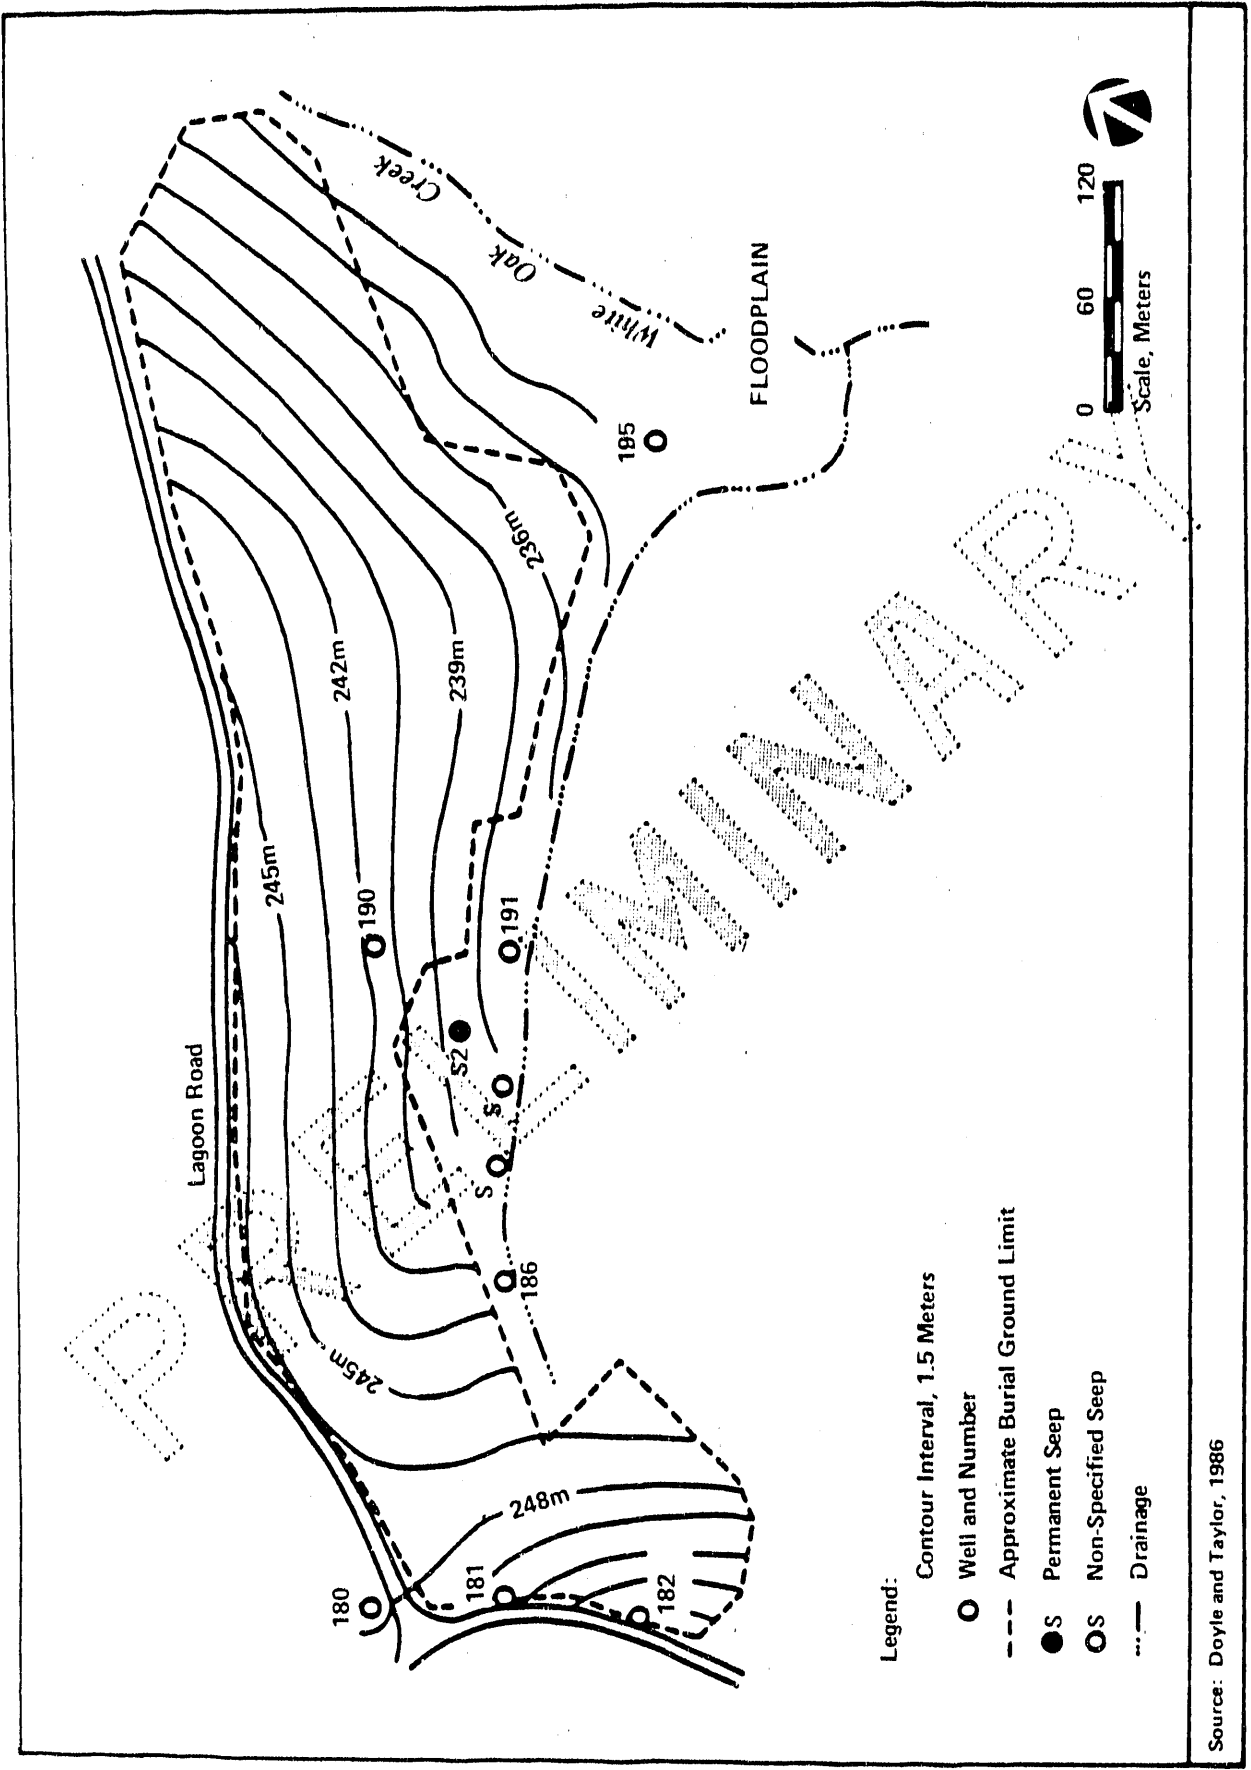 PRELIMINARY
Lagoon Road
180
181
182
186
190
191
195
S
S
S2
248m
245m
245m
242m
239m
236m
White Oak Creek
FLOODPLAIN
Legend:
Contour Interval, 1.5 Meters
Well and Number
Approximate Burial Ground Limit
S Permanent Seep
S Non-Specified Seep
Drainage
0 60 120
Scale, Meters
Source: Doyle and Taylor, 1986